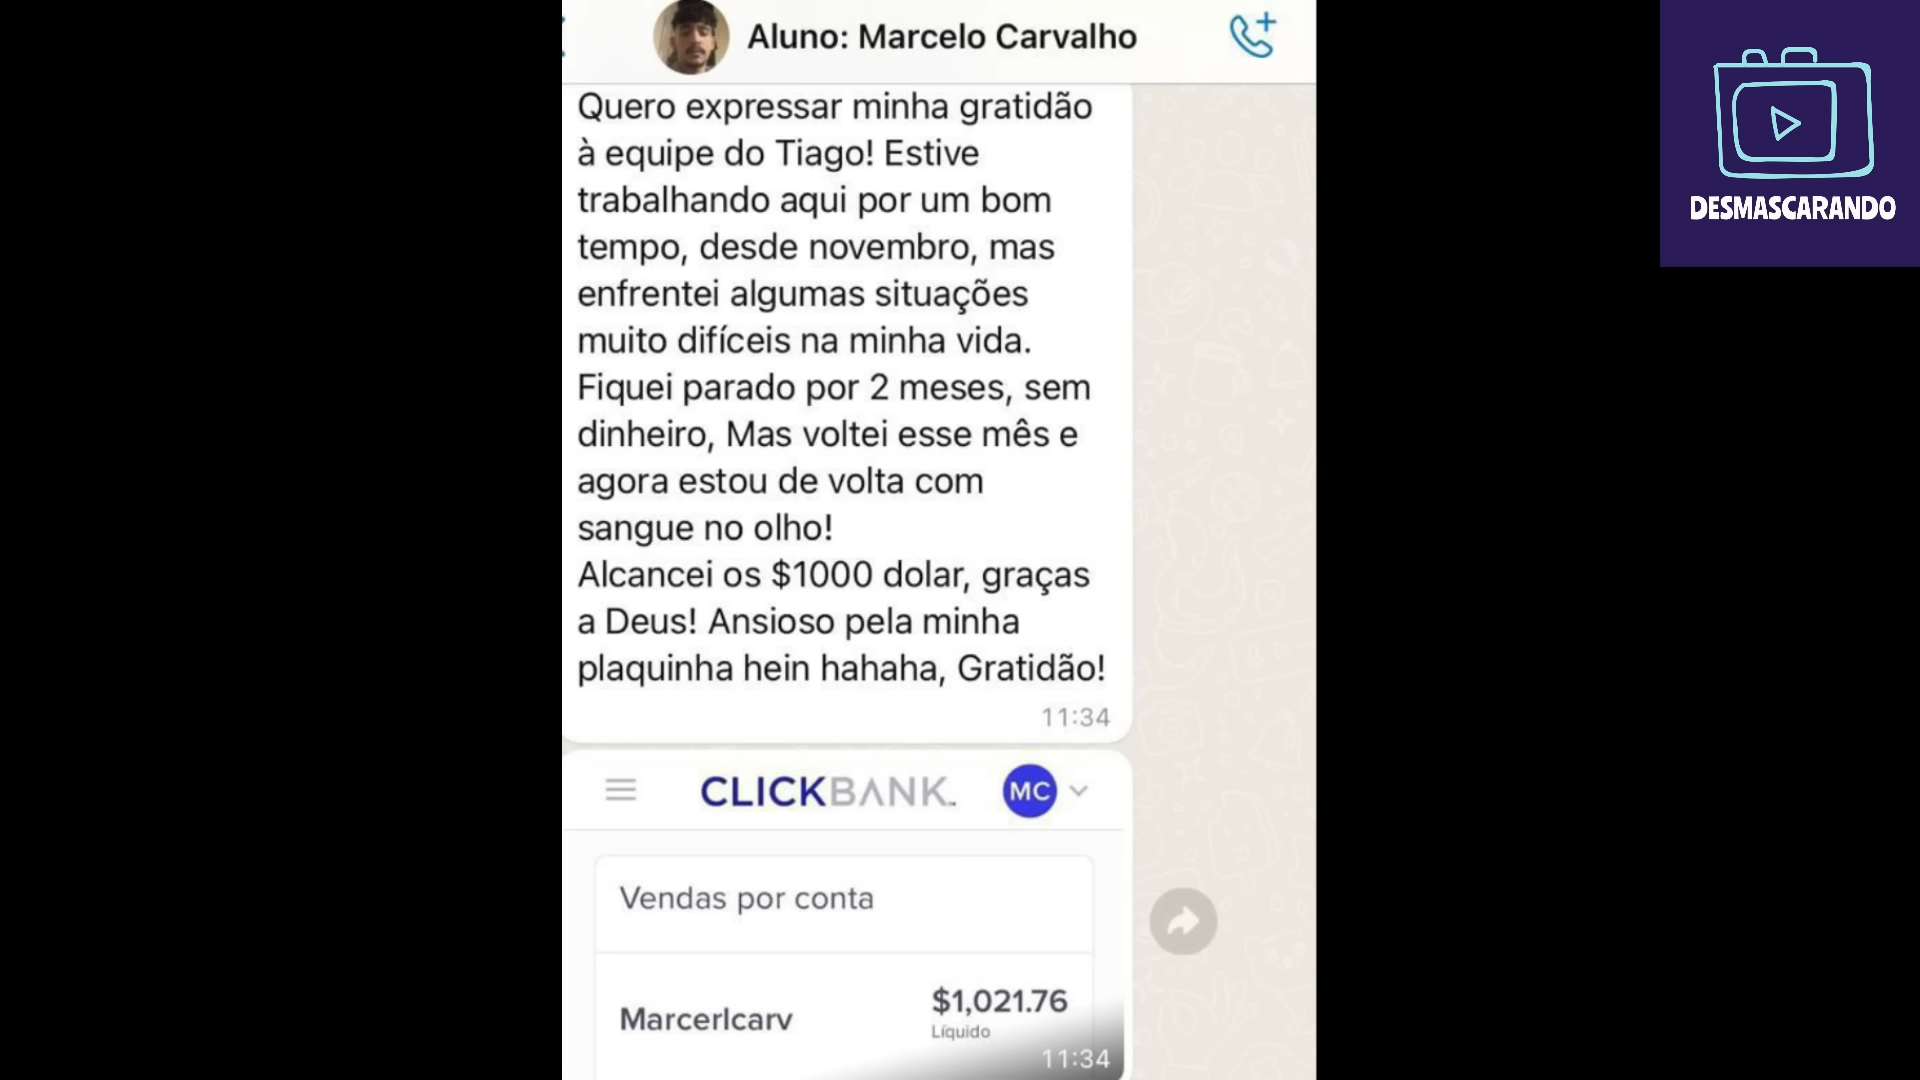 Aluno: Marcelo Carvalho
DESMASCARANDO
Quero expressar minha gratidão
à equipe do Tiago! Estive
trabalhando aqui por um bom
tempo, desde novembro, mas
enfrentei algumas situações
muito difíceis na minha vida.
Fiquei parado por 2 meses, sem
dinheiro, Mas voltei esse mês e
agora estou de volta com
sangue no olho!
Alcancei os $1000 dolar, graças
a Deus! Ansioso pela minha
plaquinha hein hahaha, Gratidão!
11:34
CLICKBANK
MC
Vendas por conta
Marcerlcarv
$1,021.76
Líquido
11:34